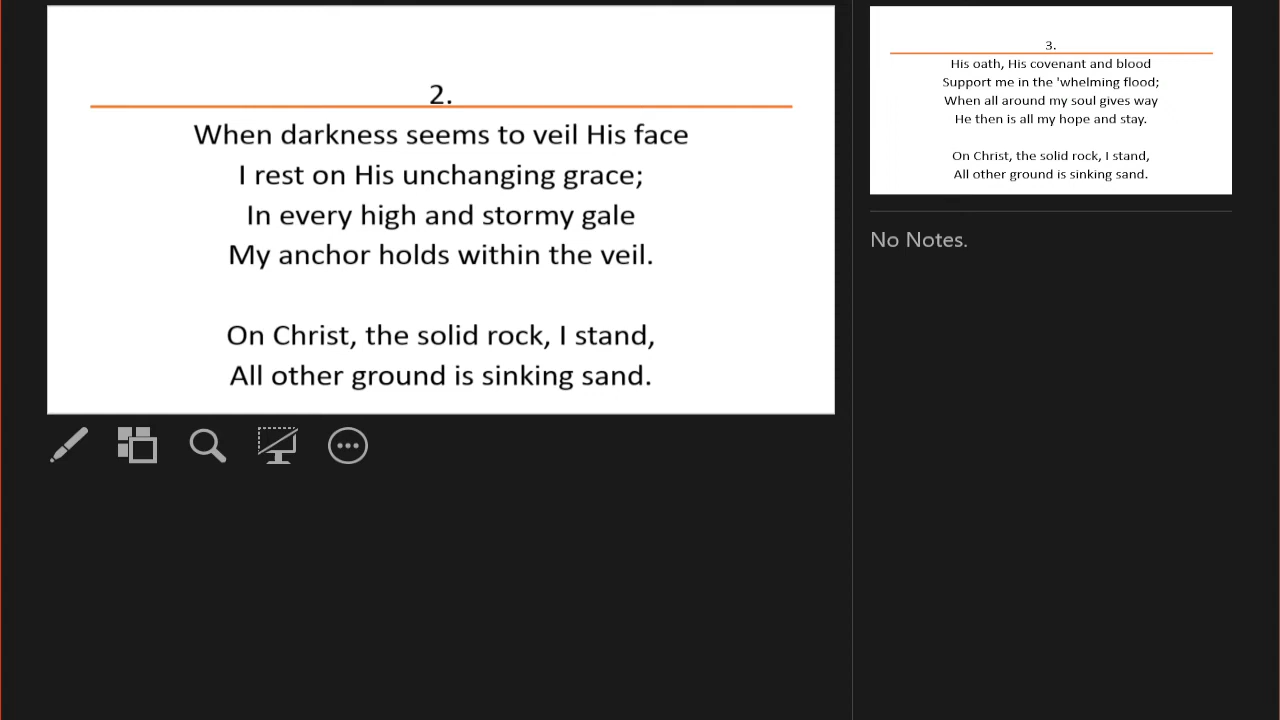 2.
When darkness seems to veil His face
I rest on His unchanging grace;
In every high and stormy gale
My anchor holds within the veil.
On Christ, the solid rock, I stand,
All other ground is sinking sand.
3.
His oath, His covenant and blood
Support me in the 'whelming flood;
When all around my soul gives way
He then is all my hope and stay.
On Christ, the solid rock, I stand,
All other ground is sinking sand.
No Notes.